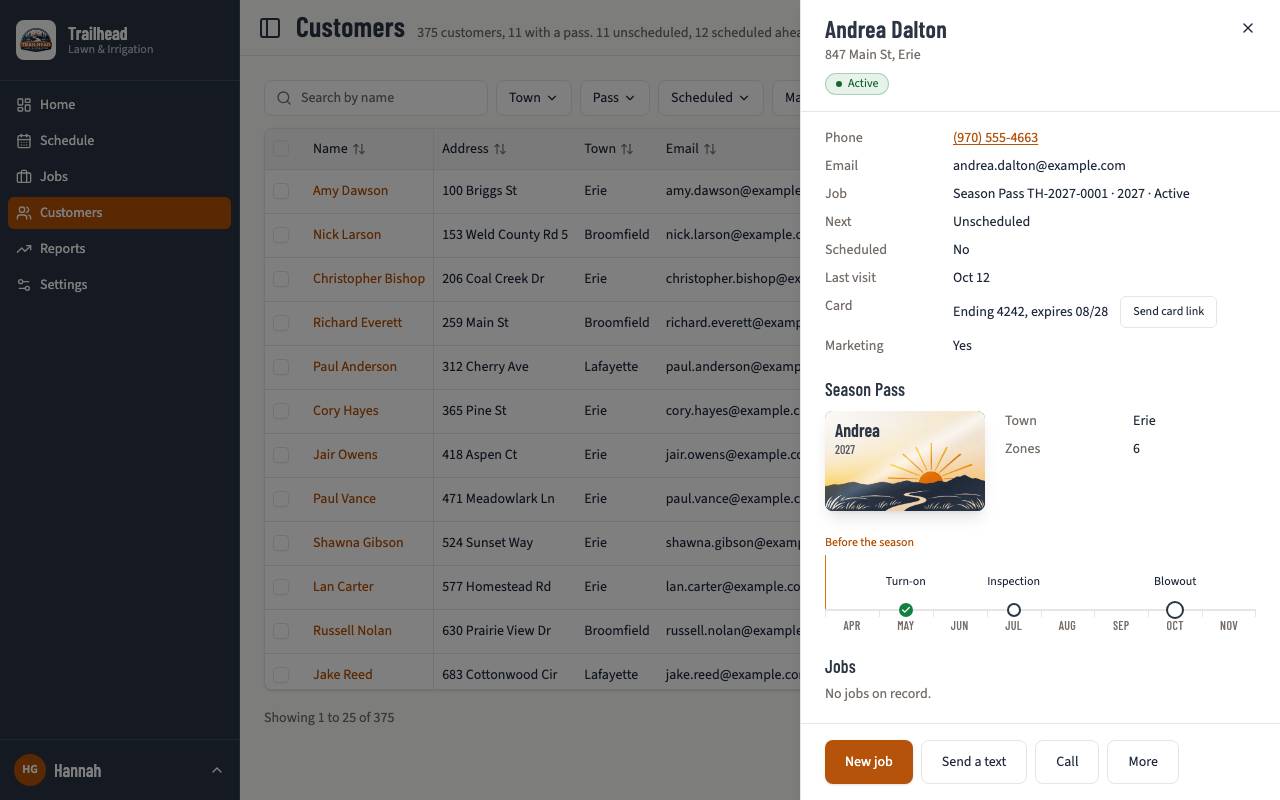 TRAILHEAD
Trailhead
Lawn & Irrigation
Home
Schedule
Jobs
Customers
Reports
Settings
HG
Hannah
Customers
375 customers, 11 with a pass. 11 unscheduled, 12 scheduled
Search by name
Town
Pass
Scheduled
Name
Address
Town
Email
Amy Dawson 100 Briggs St Erie amy.dawson@example
Nick Larson 153 Weld County Rd 5 Broomfield nick.larson@example.c
Christopher Bishop 206 Coal Creek Dr Erie christopher.bishop@ex
Richard Everett 259 Main St Broomfield richard.everett@exam
Paul Anderson 312 Cherry Ave Lafayette paul.anderson@exam
Cory Hayes 365 Pine St Erie cory.hayes@example.c
Jair Owens 418 Aspen Ct Erie jair.owens@example.co
Paul Vance 471 Meadowlark Ln Erie paul.vance@example.c
Shawna Gibson 524 Sunset Way Erie shawna.gibson@exam
Lan Carter 577 Homestead Rd Erie lan.carter@example.co
Russell Nolan 630 Prairie View Dr Broomfield russell.nolan@example
Jake Reed 683 Cottonwood Cir Lafayette jake.reed@example.co
Showing 1 to 25 of 375
Andrea Dalton
847 Main St, Erie
Active
Phone (970) 555-4663
Email andrea.dalton@example.com
Job Season Pass TH-2027-0001 · 2027 · Active
Next Unscheduled
Scheduled No
Last visit Oct 12
Card Ending 4242, expires 08/28 Send card link
Marketing Yes
Season Pass
Andrea
2027
Town Erie
Zones 6
Before the season
Turn-on Inspection Blowout
APR MAY JUN JUL AUG SEP OCT NOV
Jobs
No jobs on record.
New job
Send a text
Call
More